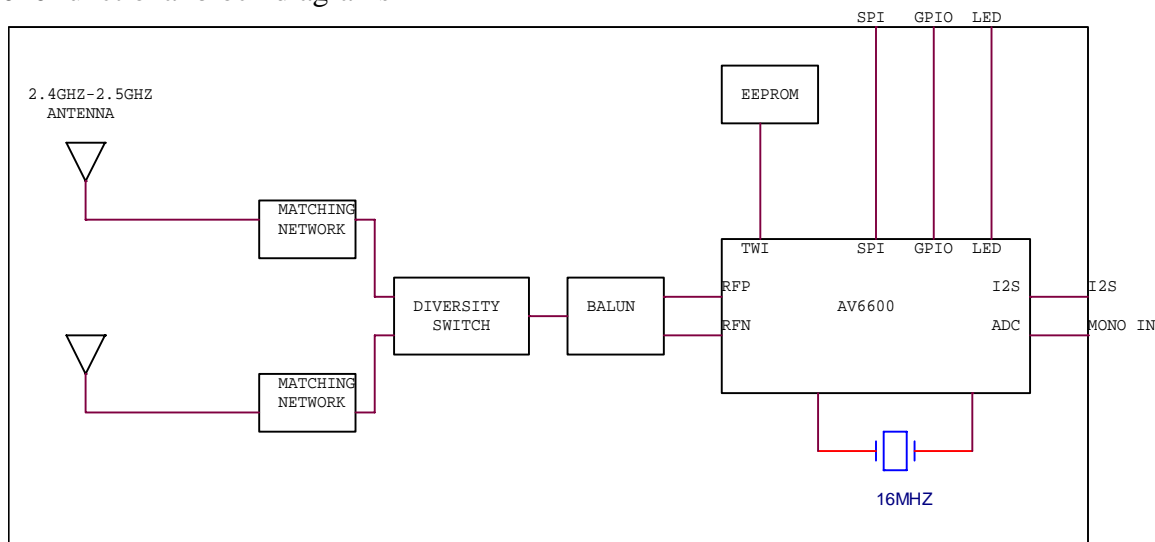 SPI GPIO LED
2.4GHZ-2.5GHZ
ANTENNA
EEPROM
MATCHING
NETWORK
TWI SPI GPIO LED
RFP
I2S
I2S
DIVERSITY
SWITCH
BALUN
AV6600
RFN
ADC
MONO IN
MATCHING
NETWORK
16MHZ